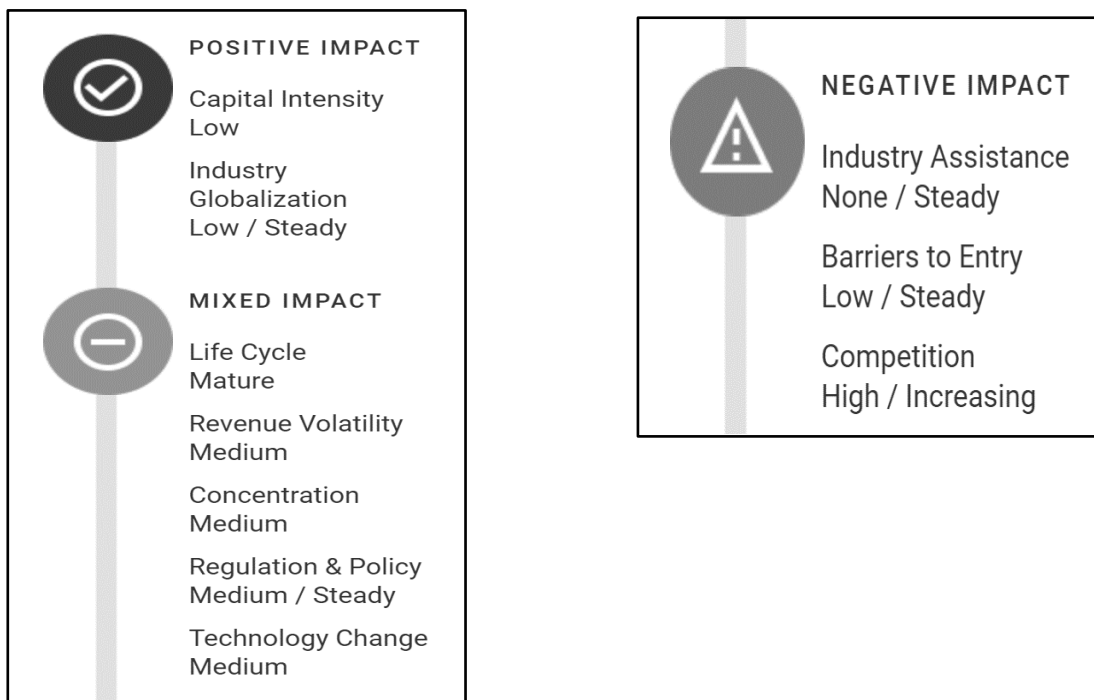 POSITIVE IMPACT
Capital Intensity
Low
Industry
Globalization
Low / Steady
MIXED IMPACT
Life Cycle
Mature
Revenue Volatility
Medium
Concentration
Medium
Regulation & Policy
Medium / Steady
Technology Change
Medium
NEGATIVE IMPACT
Industry Assistance
None / Steady
Barriers to Entry
Low / Steady
Competition
High / Increasing